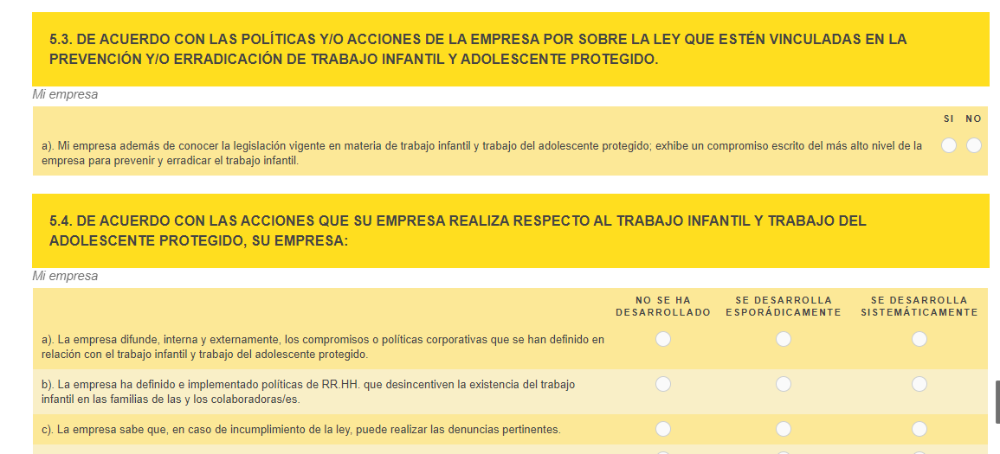 5.3. DE ACUERDO CON LAS POLÍTICAS Y/O ACCIONES DE LA EMPRESA POR SOBRE LA LEY QUE ESTÉN VINCULADAS EN LA
PREVENCIÓN Y/O ERRADICACIÓN DE TRABAJO INFANTIL Y ADOLESCENTE PROTEGIDO.
Mi empresa
SI NO
a). Mi empresa además de conocer la legislación vigente en materia de trabajo infantil y trabajo del adolescente protegido; exhibe un compromiso escrito del más alto nivel de la
empresa para prevenir y erradicar el trabajo infantil.
5.4. DE ACUERDO CON LAS ACCIONES QUE SU EMPRESA REALIZA RESPECTO AL TRABAJO INFANTIL Y TRABAJO DEL
ADOLESCENTE PROTEGIDO, SU EMPRESA:
Mi empresa
NO SE HA SE DESARROLLA SE DESARROLLA
DESARROLLADO ESPORÁDICAMENTE SISTEMÁTICAMENTE
a). La empresa difunde, interna y externamente, los compromisos o políticas corporativas que se han definido en
relación con el trabajo infantil y trabajo del adolescente protegido.
b). La empresa ha definido e implementado políticas de RR.HH. que desincentiven la existencia del trabajo
infantil en las familias de las y los colaboradoras/es.
c). La empresa sabe que, en caso de incumplimiento de la ley, puede realizar las denuncias pertinentes.